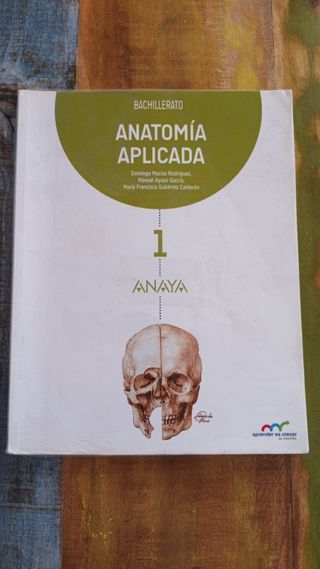 BACHILLERATO
ANATOMÍA
APLICADA
Domingo Macías Rodríguez,
Manuel Ayuso García,
María Francisca Gutiérrez Calderón
1
ANAYA
aprender es crecer